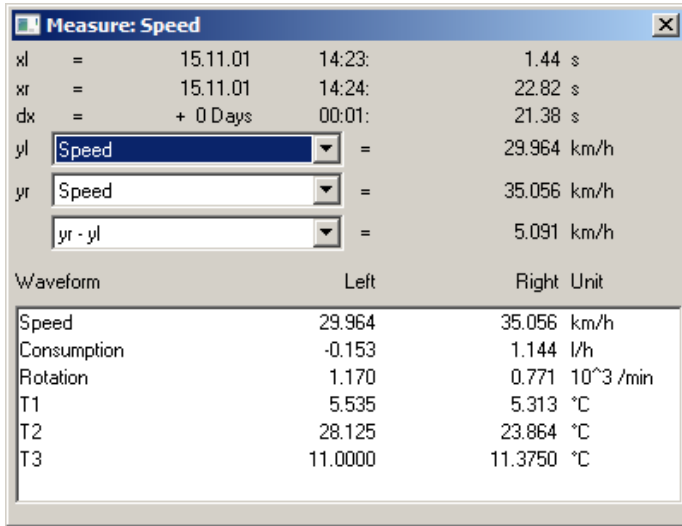 Measure: Speed
xl = 15.11.01 14:23: 1.44 s
xr = 15.11.01 14:24: 22.82 s
dx = + 0 Days 00:01: 21.38 s
yl Speed = 29.964 km/h
yr Speed = 35.056 km/h
yr - yl = 5.091 km/h
Waveform Left Right Unit
Speed 29.964 35.056 km/h
Consumption -0.153 1.144 l/h
Rotation 1.170 0.771 10^3 /min
T1 5.535 5.313 °C
T2 28.125 23.864 °C
T3 11.0000 11.3750 °C